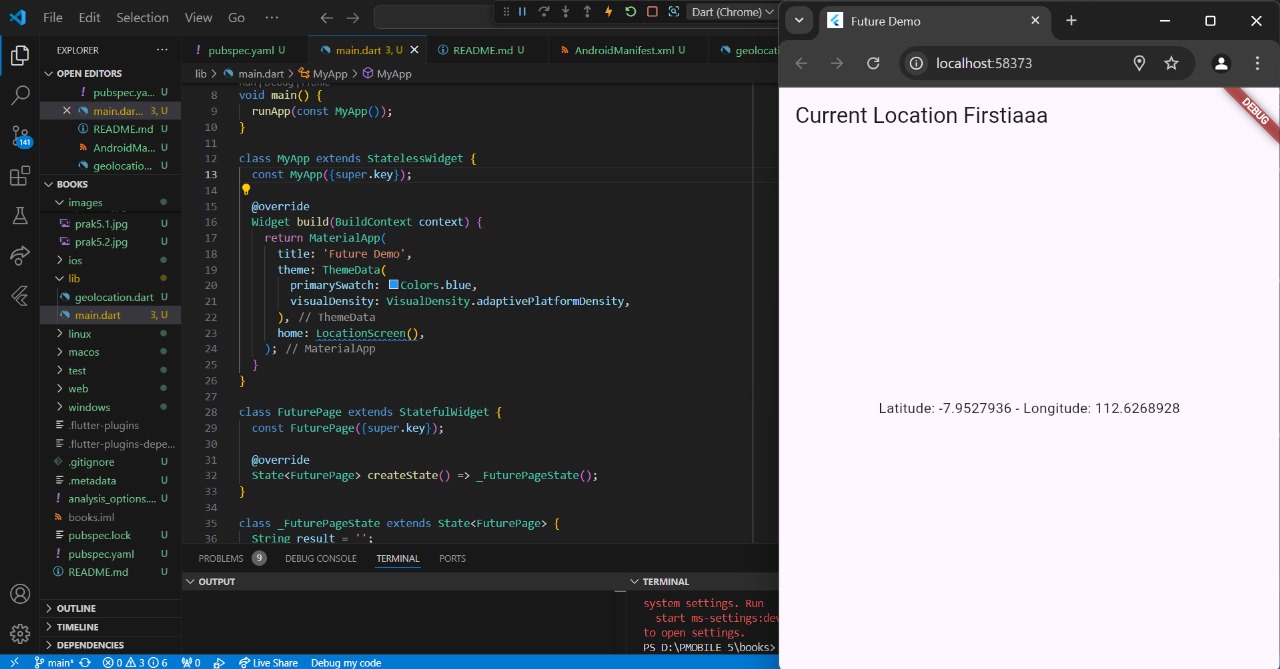 File Edit Selection View Go ···
Dart (Chrome)
EXPLORER ···
OPEN EDITORS
! pubspec.ya... U
× main.dar... 3, U
README.md U
AndroidMa... U
geolocatio... U
BOOKS
images
prak5.1.jpg U
prak5.2.jpg U
ios
lib
geolocation.dart U
main.dart 3, U
linux
macos
test
web
windows
.flutter-plugins
.flutter-plugins-depe...
.gitignore U
.metadata U
! analysis_options.... U
books.iml
pubspec.lock U
! pubspec.yaml U
README.md U
OUTLINE
TIMELINE
DEPENDENCIES
141
! pubspec.yaml U
main.dart 3, U ×
README.md U
AndroidManifest.xml U
geolocati
lib > main.dart > MyApp > MyApp
Run | Debug | Profile
8 void main() {
9 runApp(const MyApp());
10 }
11
12 class MyApp extends StatelessWidget {
13 const MyApp({super.key});
14
15 @override
16 Widget build(BuildContext context) {
17 return MaterialApp(
18 title: 'Future Demo',
19 theme: ThemeData(
20 primarySwatch: Colors.blue,
21 visualDensity: VisualDensity.adaptivePlatformDensity,
22 ), // ThemeData
23 home: LocationScreen(),
24 ); // MaterialApp
25 }
26 }
27
28 class FuturePage extends StatefulWidget {
29 const FuturePage({super.key});
30
31 @override
32 State<FuturePage> createState() => _FuturePageState();
33 }
34
35 class _FuturePageState extends State<FuturePage> {
36 String result = '';
PROBLEMS 9 DEBUG CONSOLE TERMINAL PORTS
OUTPUT
TERMINAL
system settings. Run
start ms-settings:dev
to open settings.
PS D:\PMOBILE 5\books>
main* 0 3 6 0 Live Share Debug my code
Future Demo
localhost:58373
DEBUG
Current Location Firstiaaa
Latitude: -7.9527936 - Longitude: 112.6268928